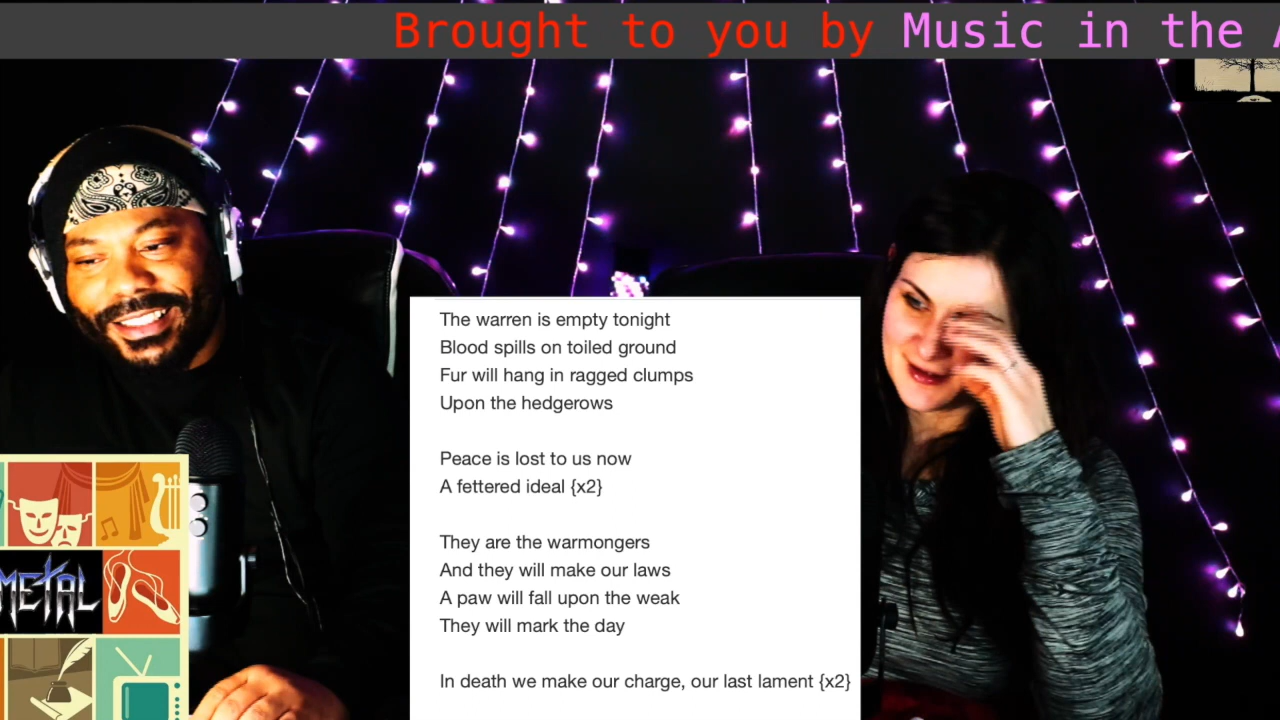 Brought to you by Music in the
The warren is empty tonight
Blood spills on toiled ground
Fur will hang in ragged clumps
Upon the hedgerows
Peace is lost to us now
A fettered ideal {x2}
They are the warmongers
And they will make our laws
A paw will fall upon the weak
They will mark the day
In death we make our charge, our last lament {x2}
METAL